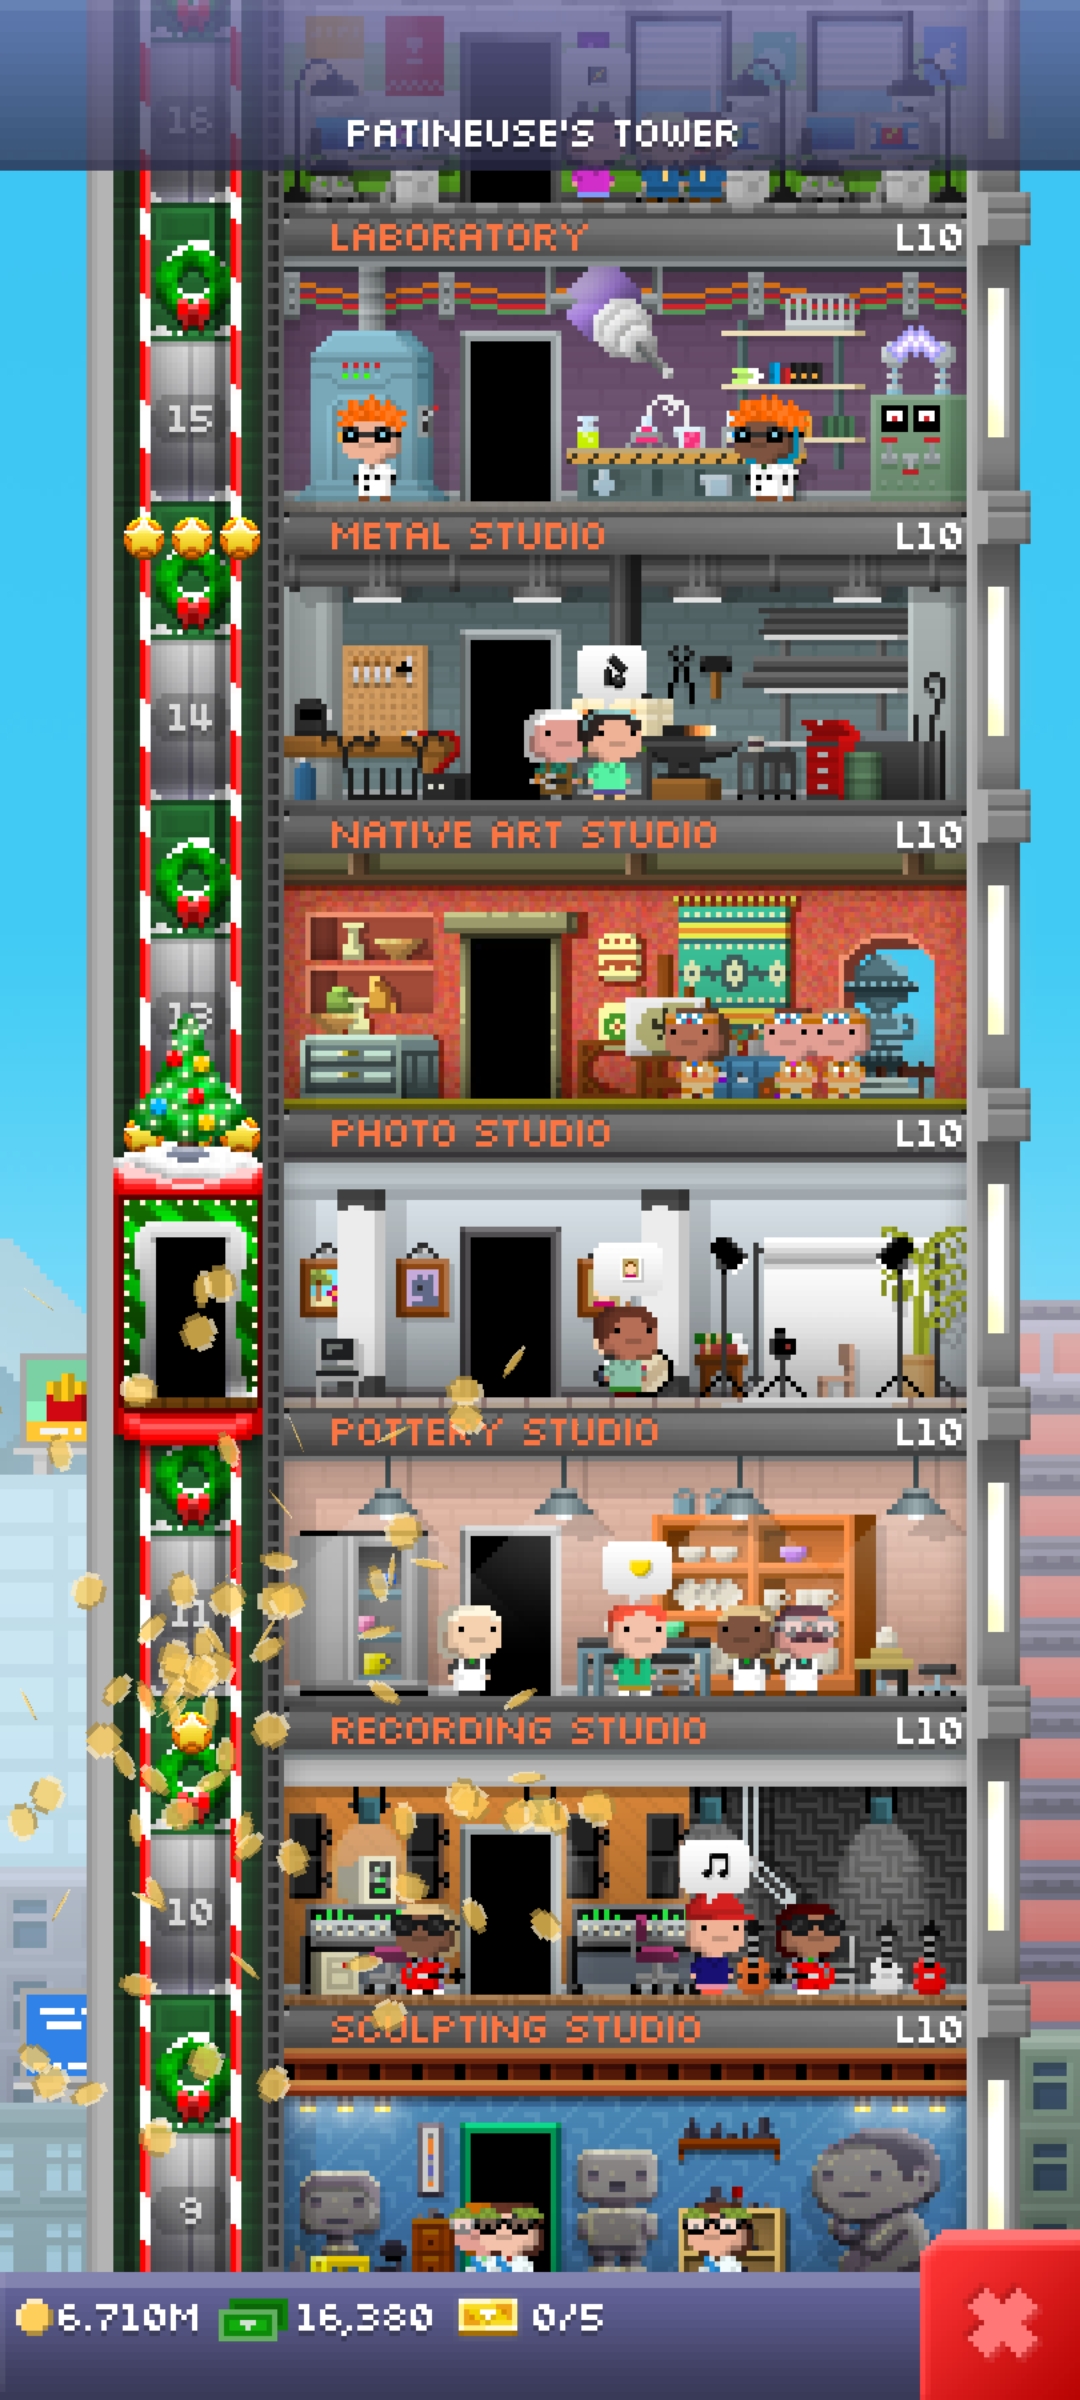 16
PATINEUSE'S TOWER
LABORATORY L10
15
METAL STUDIO L10
14
NATIVE ART STUDIO L10
13
PHOTO STUDIO L10
POTTERY STUDIO L10
11
RECORDING STUDIO L10
10
SCULPTING STUDIO L10
9
6.710M 16,380 0/5